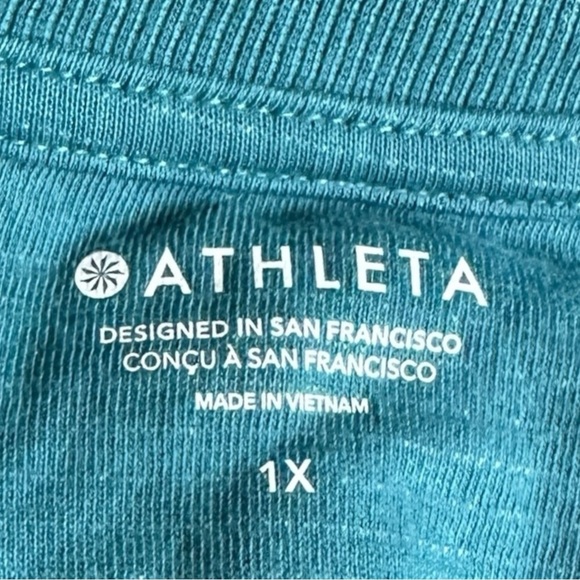 ATHLETA
DESIGNED IN SAN FRANCISCO
CONÇU À SAN FRANCISCO
MADE IN VIETNAM
1X